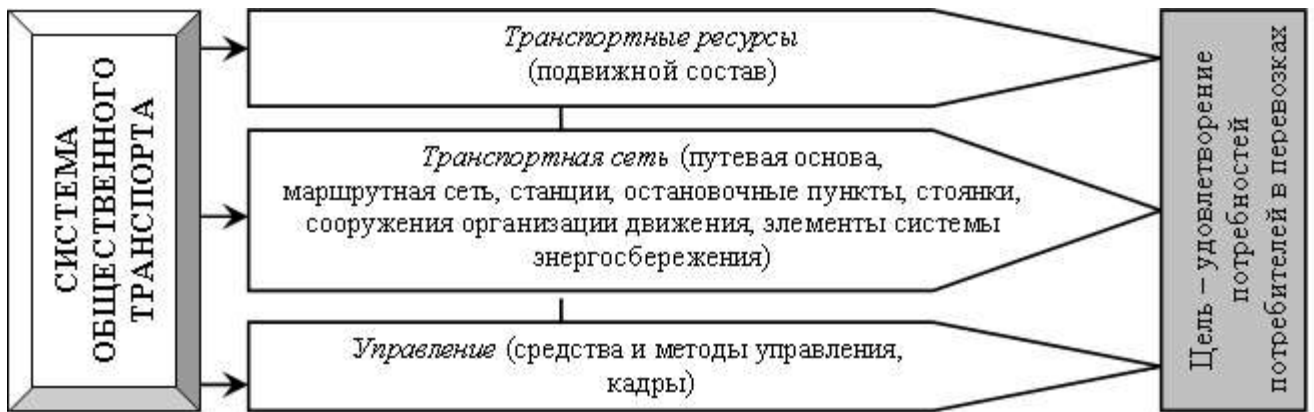 СИСТЕМА
ОБЩЕСТВЕННОГО
ТРАНСПОРТА
Транспортные ресурсы
(подвижной состав)
Транспортная сеть (путевая основа,
маршрутная сеть, станции, остановочные пункты, стоянки,
сооружения организации движения, элементы системы
энергосбережения)
Управление (средства и методы управления,
кадры)
Цель – удовлетворение
потребностей
потребителей в перевозках